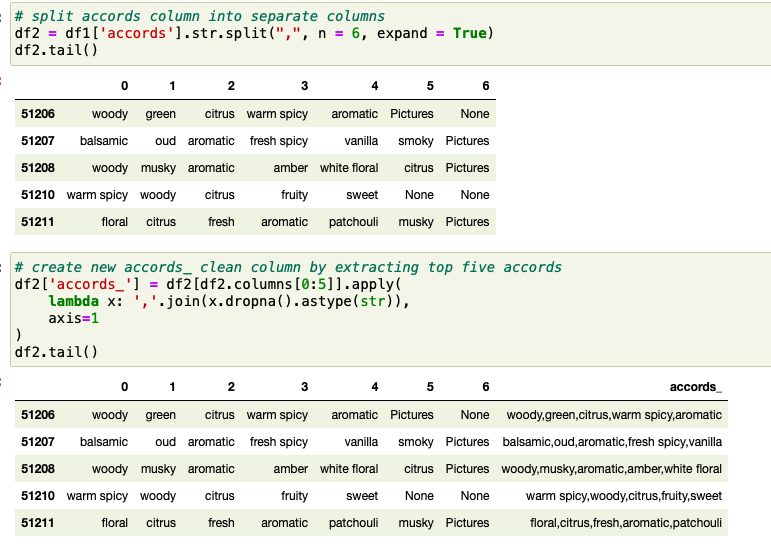 # split accords column into separate columns
df2 = df1['accords'].str.split(",", n = 6, expand = True)
df2.tail()
0 1 2 3 4 5 6
51206 woody green citrus warm spicy aromatic Pictures None
51207 balsamic oud aromatic fresh spicy vanilla smoky Pictures
51208 woody musky aromatic amber white floral citrus Pictures
51210 warm spicy woody citrus fruity sweet None None
51211 floral citrus fresh aromatic patchouli musky Pictures
# create new accords_ clean column by extracting top five accords
df2['accords_'] = df2[df2.columns[0:5]].apply(
lambda x: ','.join(x.dropna().astype(str)),
axis=1
)
df2.tail()
0 1 2 3 4 5 6 accords_
51206 woody green citrus warm spicy aromatic Pictures None woody,green,citrus,warm spicy,aromatic
51207 balsamic oud aromatic fresh spicy vanilla smoky Pictures balsamic,oud,aromatic,fresh spicy,vanilla
51208 woody musky aromatic amber white floral citrus Pictures woody,musky,aromatic,amber,white floral
51210 warm spicy woody citrus fruity sweet None None warm spicy,woody,citrus,fruity,sweet
51211 floral citrus fresh aromatic patchouli musky Pictures floral,citrus,fresh,aromatic,patchouli